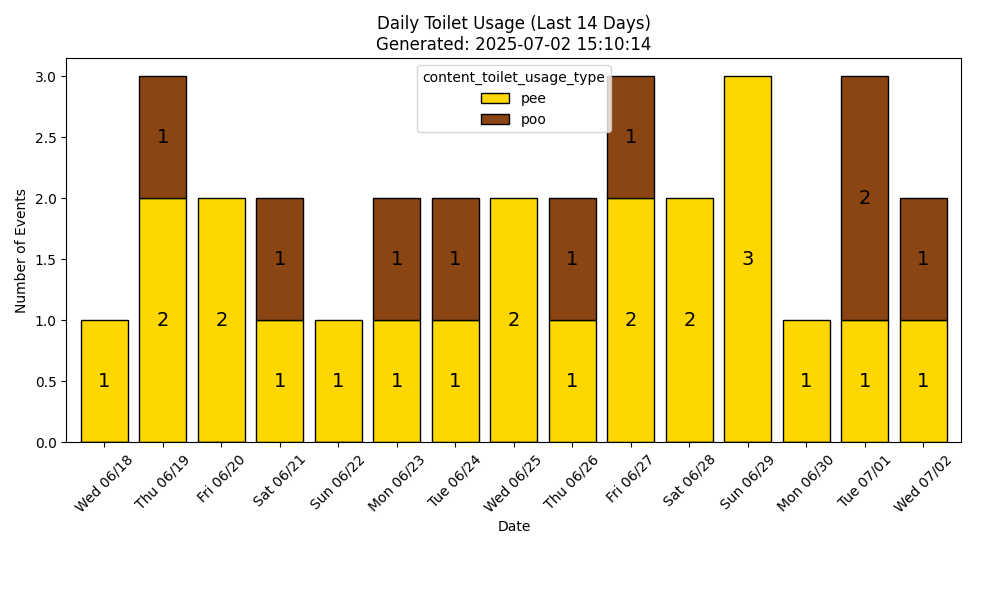 Daily Toilet Usage (Last 14 Days)
Generated: 2025-07-02 15:10:14
content_toilet_usage_type
pee
poo
Number of Events
3.0
2.5
2.0
1.5
1.0
0.5
0.0
1
1
1
1
1
1
1
2
1
1
2
2
1
1
1
1
2
1
2
2
3
1
1
1
Wed 06/18
Thu 06/19
Fri 06/20
Sat 06/21
Sun 06/22
Mon 06/23
Tue 06/24
Wed 06/25
Thu 06/26
Fri 06/27
Sat 06/28
Sun 06/29
Mon 06/30
Tue 07/01
Wed 07/02
Date